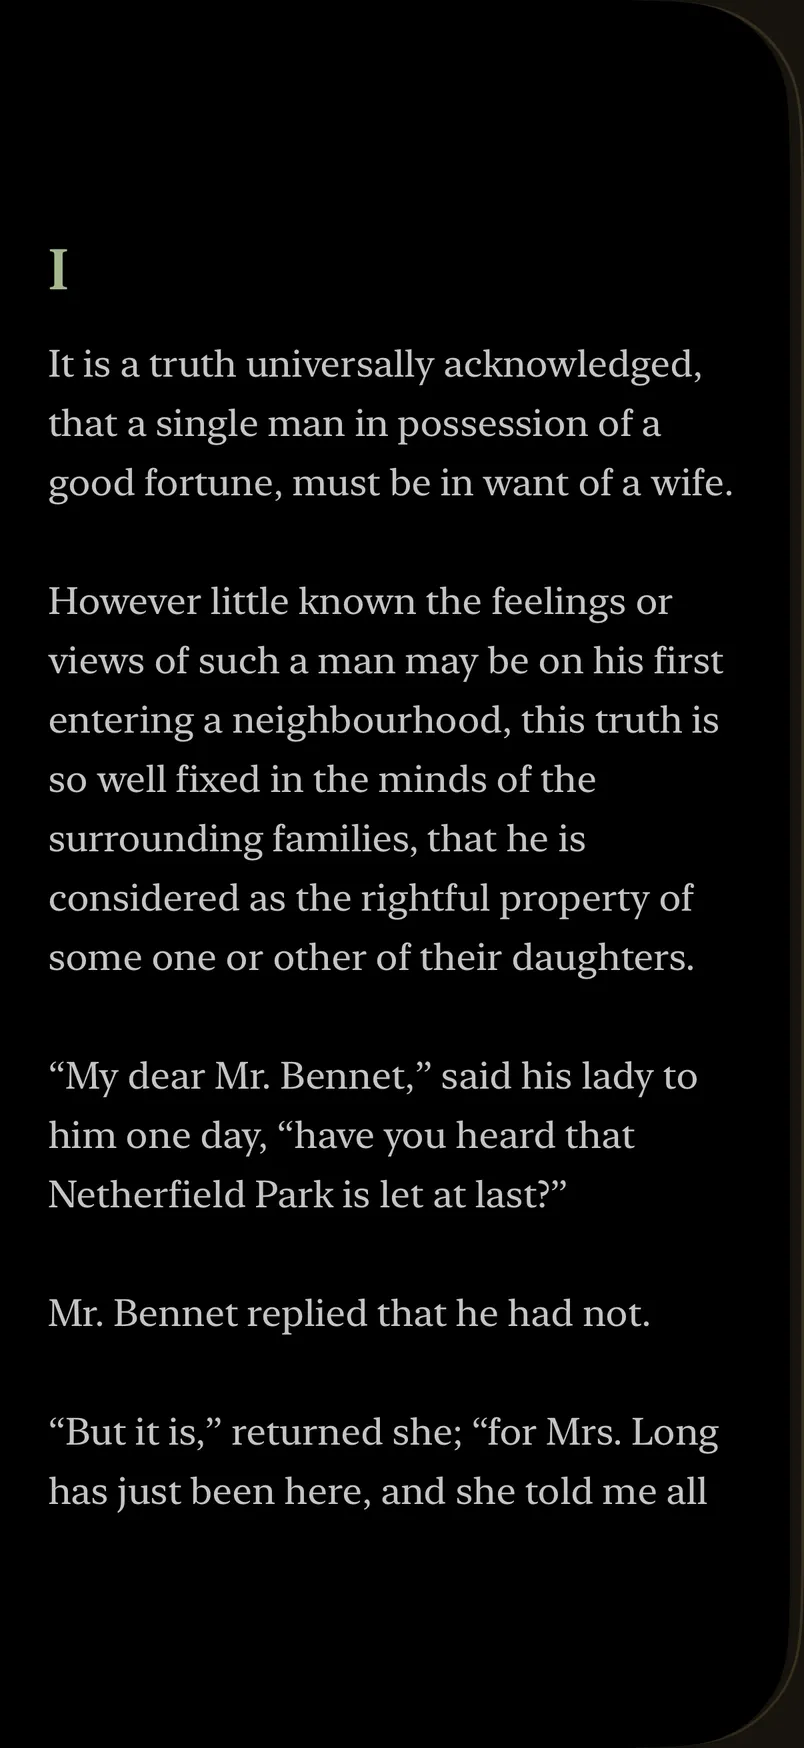 I
It is a truth universally acknowledged,
that a single man in possession of a
good fortune, must be in want of a wife.
However little known the feelings or
views of such a man may be on his first
entering a neighbourhood, this truth is
so well fixed in the minds of the
surrounding families, that he is
considered as the rightful property of
some one or other of their daughters.
“My dear Mr. Bennet,” said his lady to
him one day, “have you heard that
Netherfield Park is let at last?”
Mr. Bennet replied that he had not.
“But it is,” returned she; “for Mrs. Long
has just been here, and she told me all